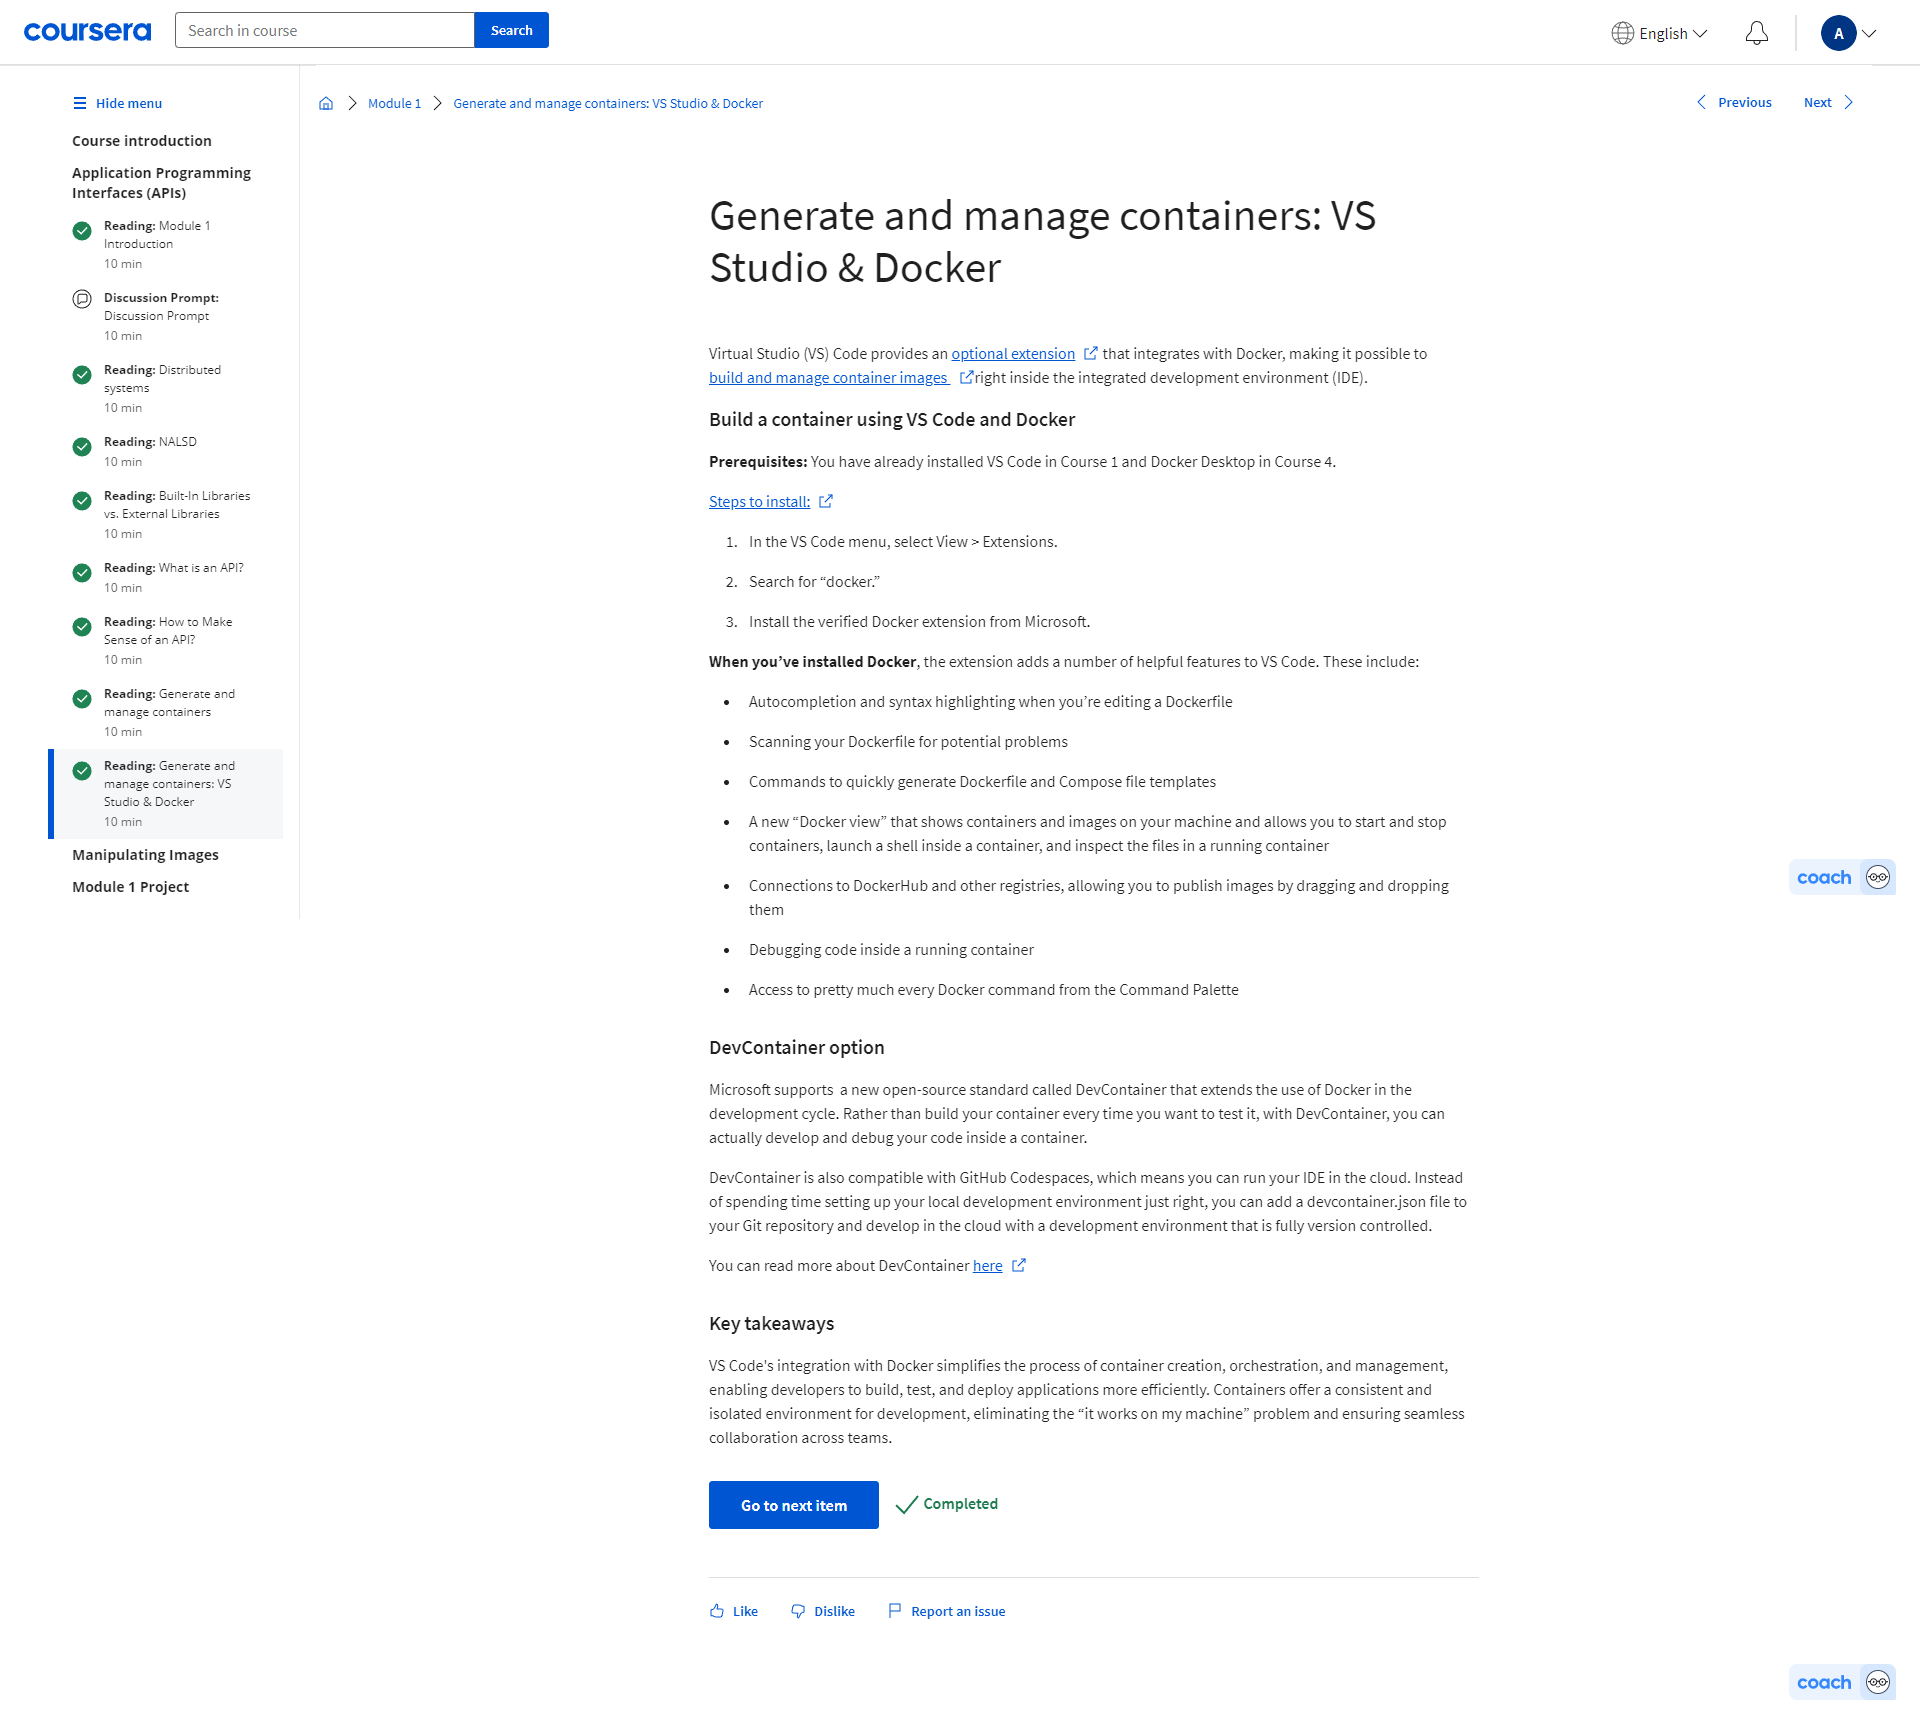 coursera
Search in course
Search
English
A
Hide menu
Course introduction
Application Programming
Interfaces (APIs)
Reading: Module 1
Introduction
10 min
Discussion Prompt:
Discussion Prompt
10 min
Reading: Distributed
systems
10 min
Reading: NALSD
10 min
Reading: Built-In Libraries
vs. External Libraries
10 min
Reading: What is an API?
10 min
Reading: How to Make
Sense of an API?
10 min
Reading: Generate and
manage containers
10 min
Reading: Generate and
manage containers: VS
Studio & Docker
10 min
Manipulating Images
Module 1 Project
Module 1
Generate and manage containers: VS Studio & Docker
Previous
Next
Generate and manage containers: VS
Studio & Docker
Virtual Studio (VS) Code provides an optional extension that integrates with Docker, making it possible to
build and manage container images right inside the integrated development environment (IDE).
Build a container using VS Code and Docker
Prerequisites: You have already installed VS Code in Course 1 and Docker Desktop in Course 4.
Steps to install:
1. In the VS Code menu, select View > Extensions.
2. Search for “docker.”
3. Install the verified Docker extension from Microsoft.
When you’ve installed Docker, the extension adds a number of helpful features to VS Code. These include:
• Autocompletion and syntax highlighting when you’re editing a Dockerfile
• Scanning your Dockerfile for potential problems
• Commands to quickly generate Dockerfile and Compose file templates
• A new “Docker view” that shows containers and images on your machine and allows you to start and stop
containers, launch a shell inside a container, and inspect the files in a running container
• Connections to DockerHub and other registries, allowing you to publish images by dragging and dropping
them
• Debugging code inside a running container
• Access to pretty much every Docker command from the Command Palette
DevContainer option
Microsoft supports  a new open-source standard called DevContainer that extends the use of Docker in the
development cycle. Rather than build your container every time you want to test it, with DevContainer, you can
actually develop and debug your code inside a container.
DevContainer is also compatible with GitHub Codespaces, which means you can run your IDE in the cloud. Instead
of spending time setting up your local development environment just right, you can add a devcontainer.json file to
your Git repository and develop in the cloud with a development environment that is fully version controlled.
You can read more about DevContainer here
Key takeaways
VS Code's integration with Docker simplifies the process of container creation, orchestration, and management,
enabling developers to build, test, and deploy applications more efficiently. Containers offer a consistent and
isolated environment for development, eliminating the “it works on my machine” problem and ensuring seamless
collaboration across teams.
Go to next item
Completed
Like
Dislike
Report an issue
coach
coach